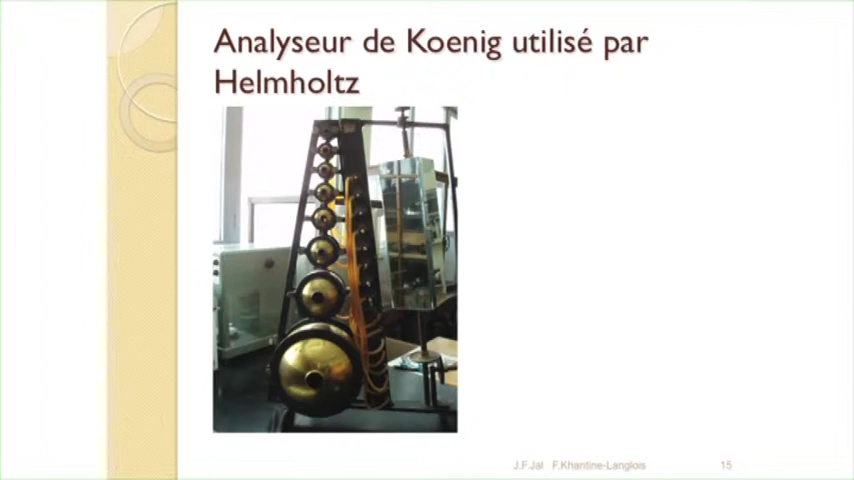 Analyseur de Koenig utilisé par
Helmholtz
J.F.Jal F.Khantine-Langlois 15